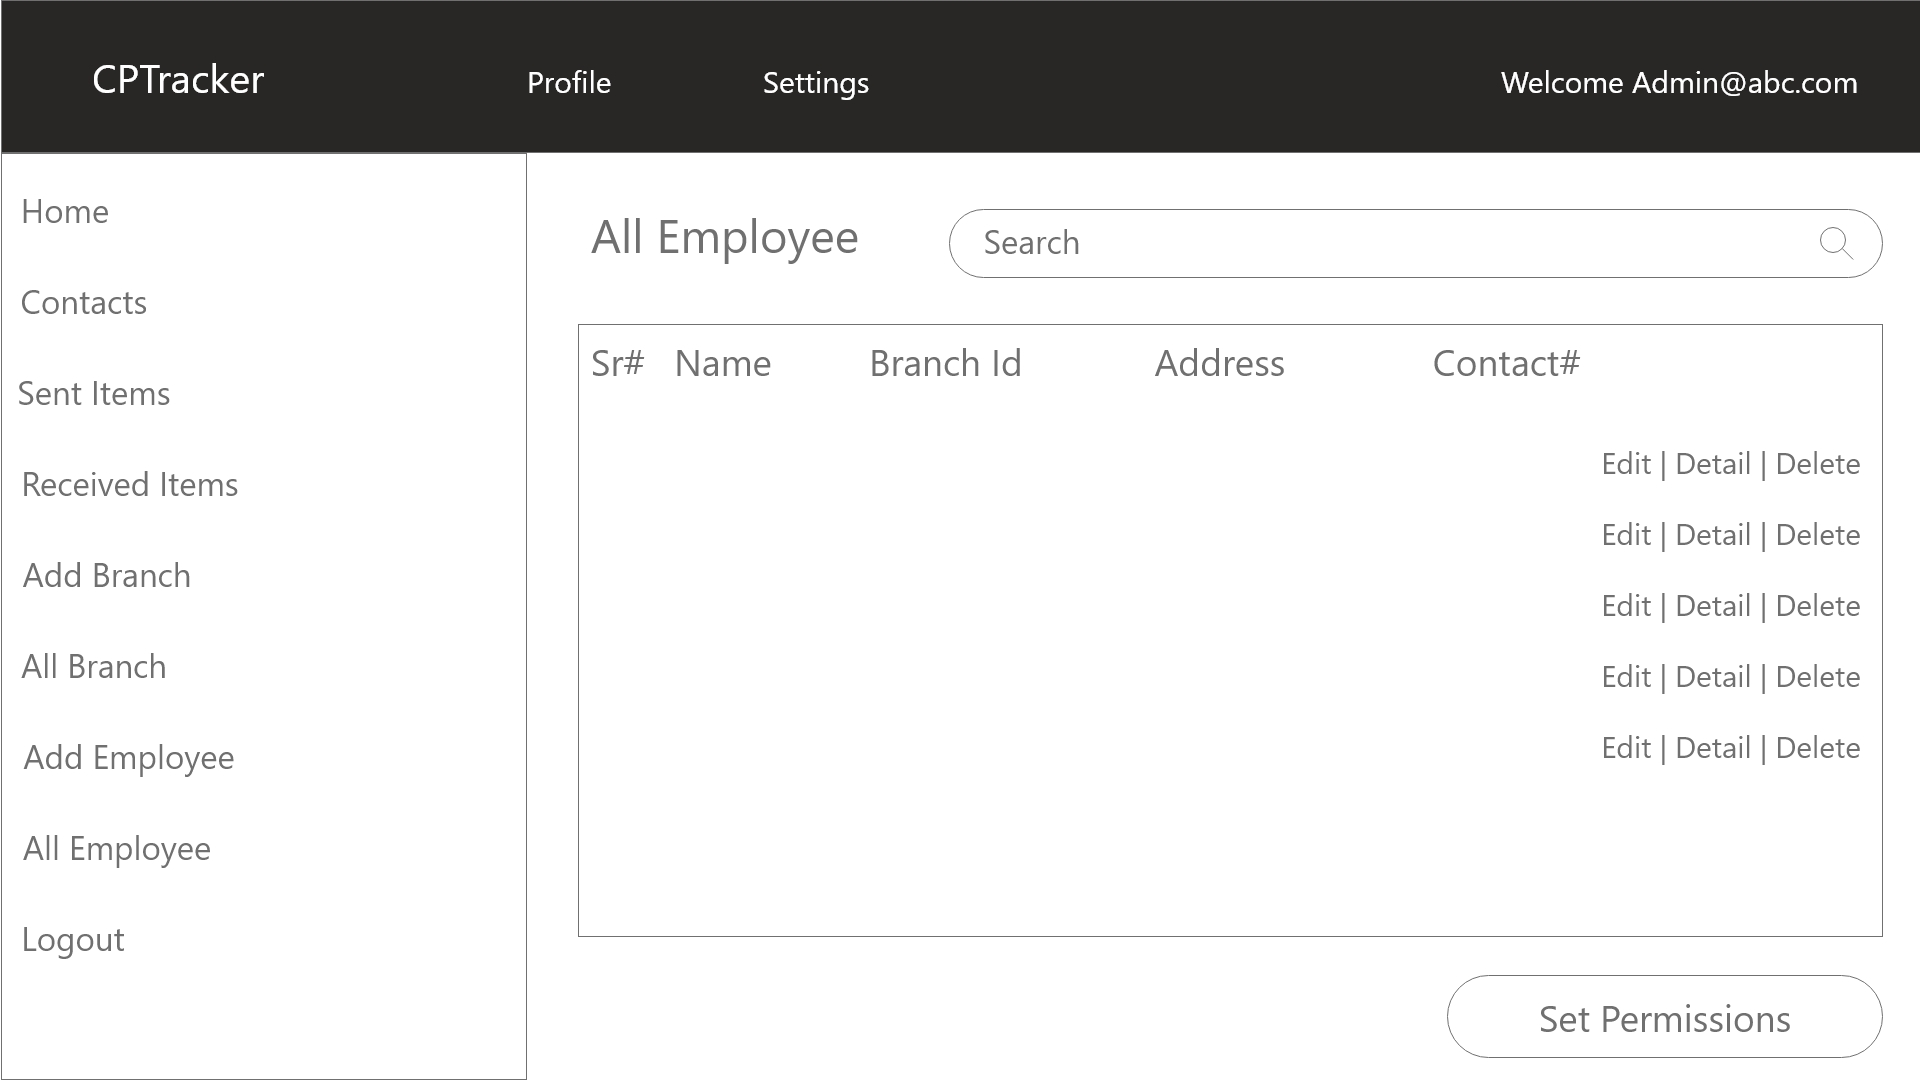 CPTracker Profile Settings Welcome Admin@abc.com
Home
Contacts
Sent Items
Received Items
Add Branch
All Branch
Add Employee
All Employee
Logout
All Employee
Search
Sr# Name Branch Id Address Contact#
Edit | Detail | Delete
Edit | Detail | Delete
Edit | Detail | Delete
Edit | Detail | Delete
Edit | Detail | Delete
Set Permissions